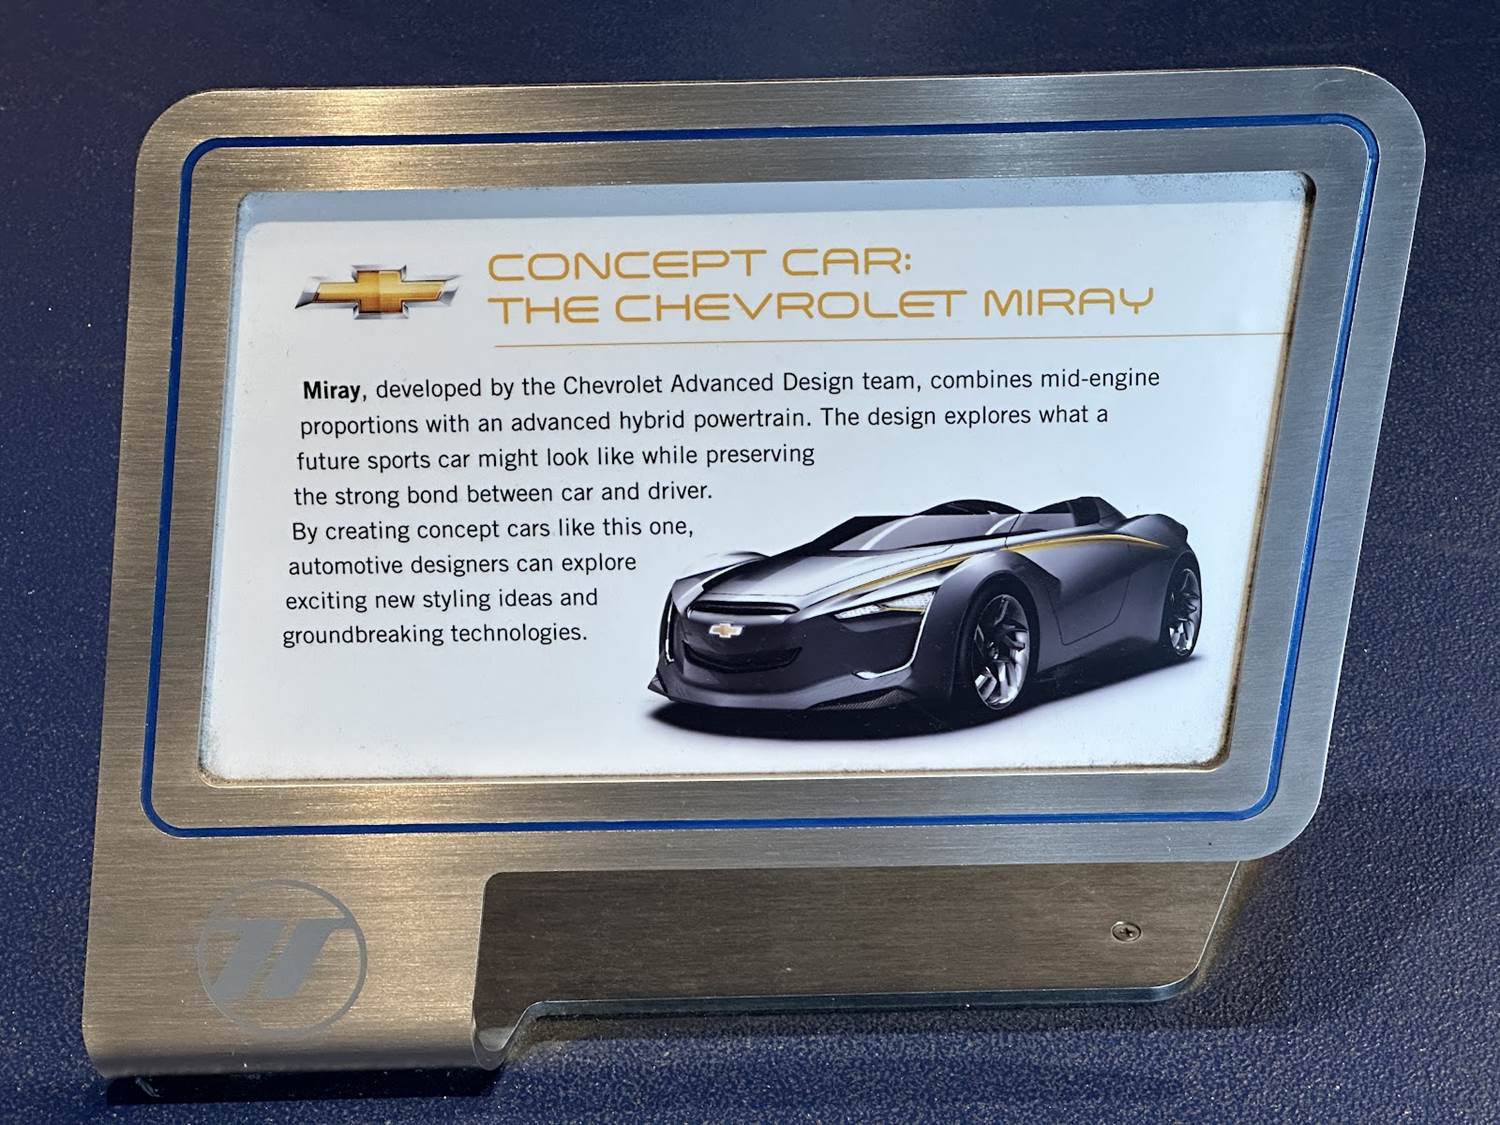 CONCEPT CAR:
THE CHEVROLET MIRAY
Miray, developed by the Chevrolet Advanced Design team, combines mid-engine
proportions with an advanced hybrid powertrain. The design explores what a
future sports car might look like while preserving
the strong bond between car and driver.
By creating concept cars like this one,
automotive designers can explore
exciting new styling ideas and
groundbreaking technologies.